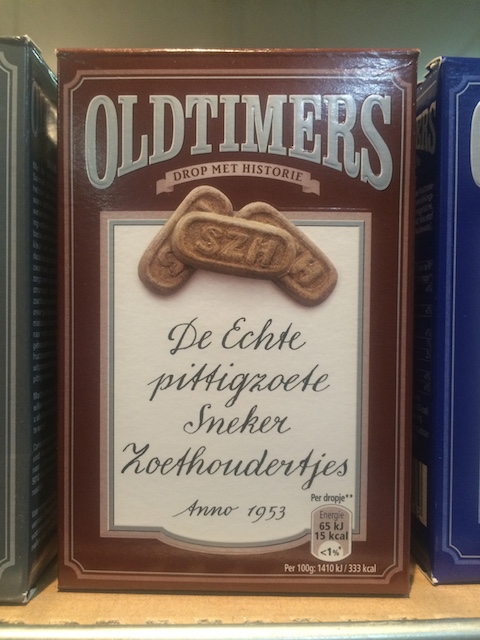 OLDTIMERS
DROP MET HISTORIE
SZH
De Echte
pittigzoete
Sneker
Zoethoudertjes
Anno 1953
Per dropje**
Energie
65 kJ
15 kcal
<1%*
Per 100g: 1410 kJ / 333 kcal